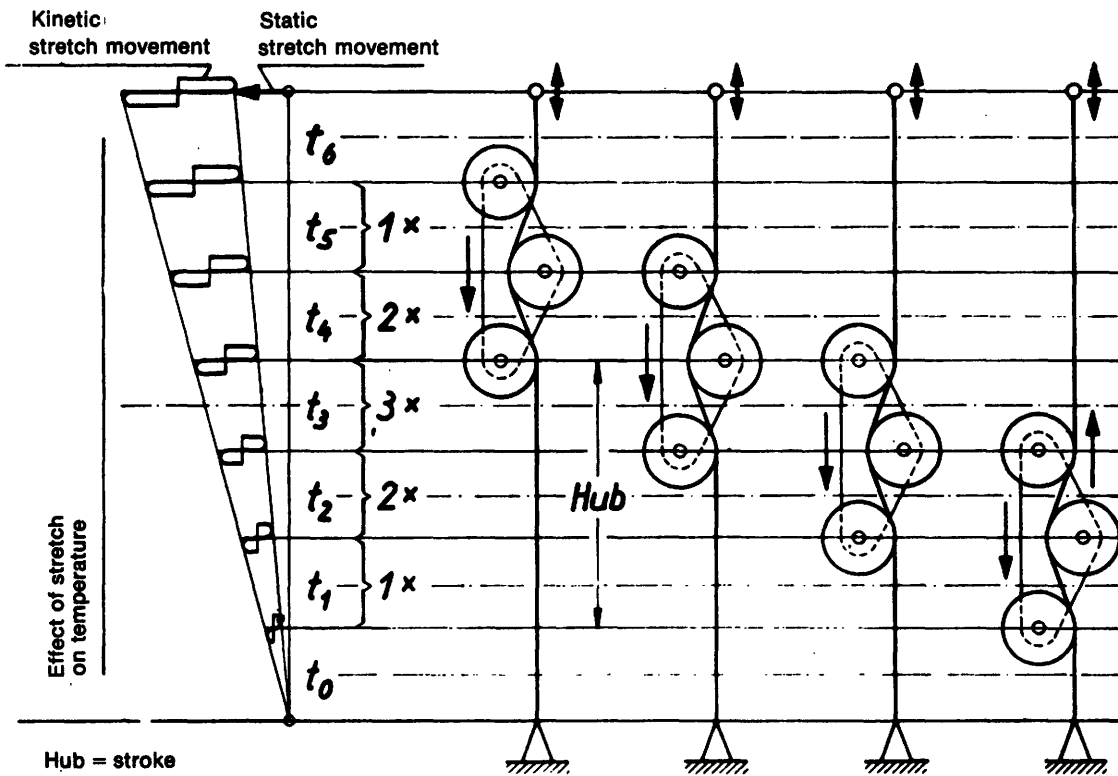 Kinetic
stretch movement
Static
stretch movement
t6
t5
1×
t4
2×
t3
3×
Hub
t2
2×
t1
1×
t0
Effect of stretch
on temperature
Hub = stroke